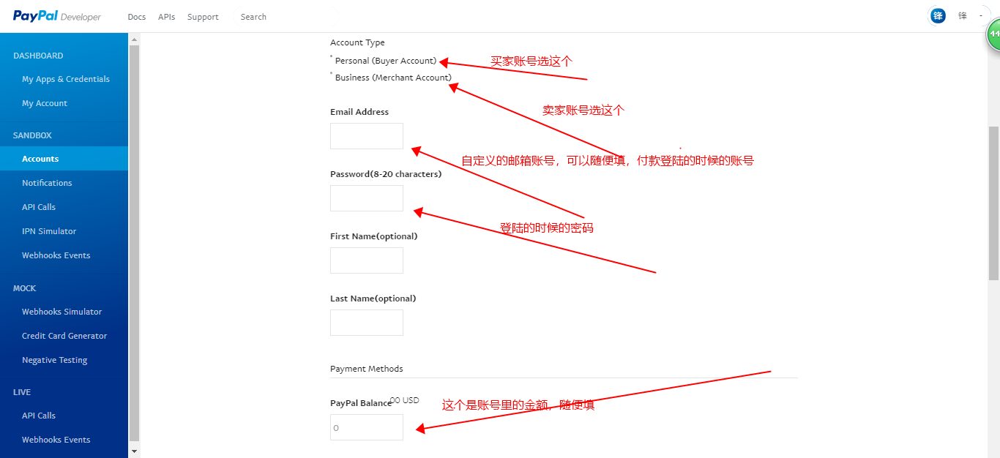 PayPal Developer
Docs APIs Support Search
锋 锋
44
DASHBOARD
My Apps & Credentials
My Account
SANDBOX
Accounts
Notifications
API Calls
IPN Simulator
Webhooks Events
MOCK
Webhooks Simulator
Credit Card Generator
Negative Testing
LIVE
API Calls
Webhooks Events
Account Type
Personal (Buyer Account)
买家账号选这个
Business (Merchant Account)
卖家账号选这个
Email Address
自定义的邮箱账号，可以随便填，付款登陆的时候的账号
Password(8-20 characters)
登陆的时候的密码
First Name(optional)
Last Name(optional)
Payment Methods
PayPal Balance .00 USD
这个是账号里的金额，随便填
0